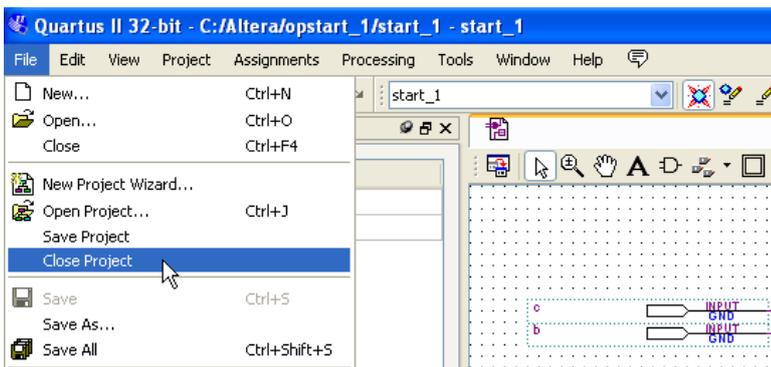 Quartus II 32-bit - C:/Altera/opstart_1/start_1 - start_1
File Edit View Project Assignments Processing Tools Window Help
New... Ctrl+N
start_1
Open... Ctrl+O
Close Ctrl+F4
New Project Wizard...
Open Project... Ctrl+J
Save Project
Close Project
Save Ctrl+S
Save As...
Save All Ctrl+Shift+S
A
c INPUT
GND
b INPUT
GND